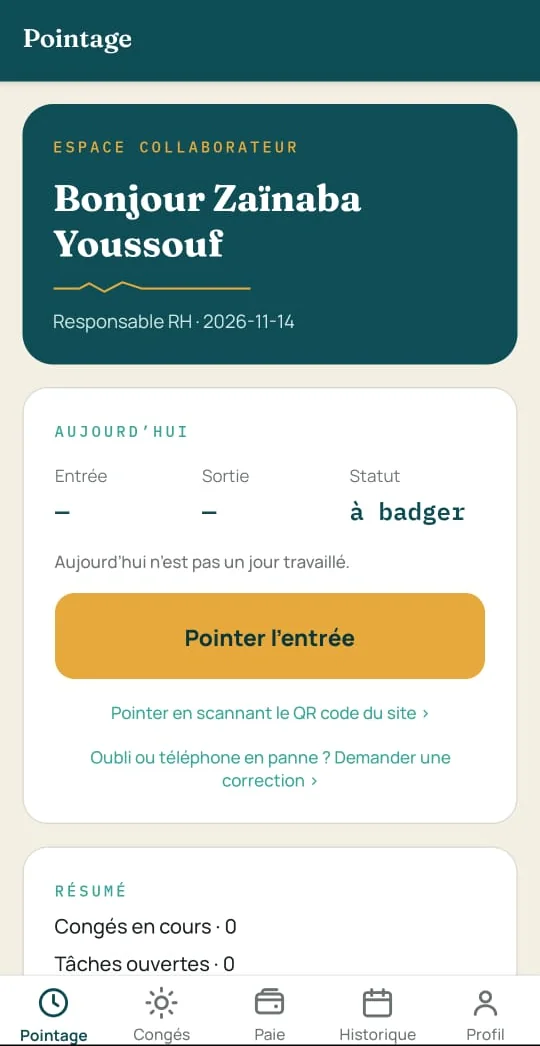 Pointage
ESPACE COLLABORATEUR
Bonjour Zaïnaba
Youssouf
Responsable RH · 2026-11-14
AUJOURD’HUI
Entrée Sortie Statut
— — à badger
Aujourd’hui n’est pas un jour travaillé.
Pointer l’entrée
Pointer en scannant le QR code du site ›
Oubli ou téléphone en panne ? Demander une
correction ›
RÉSUMÉ
Congés en cours · 0
Tâches ouvertes · 0
Pointage Congés Paie Historique Profil